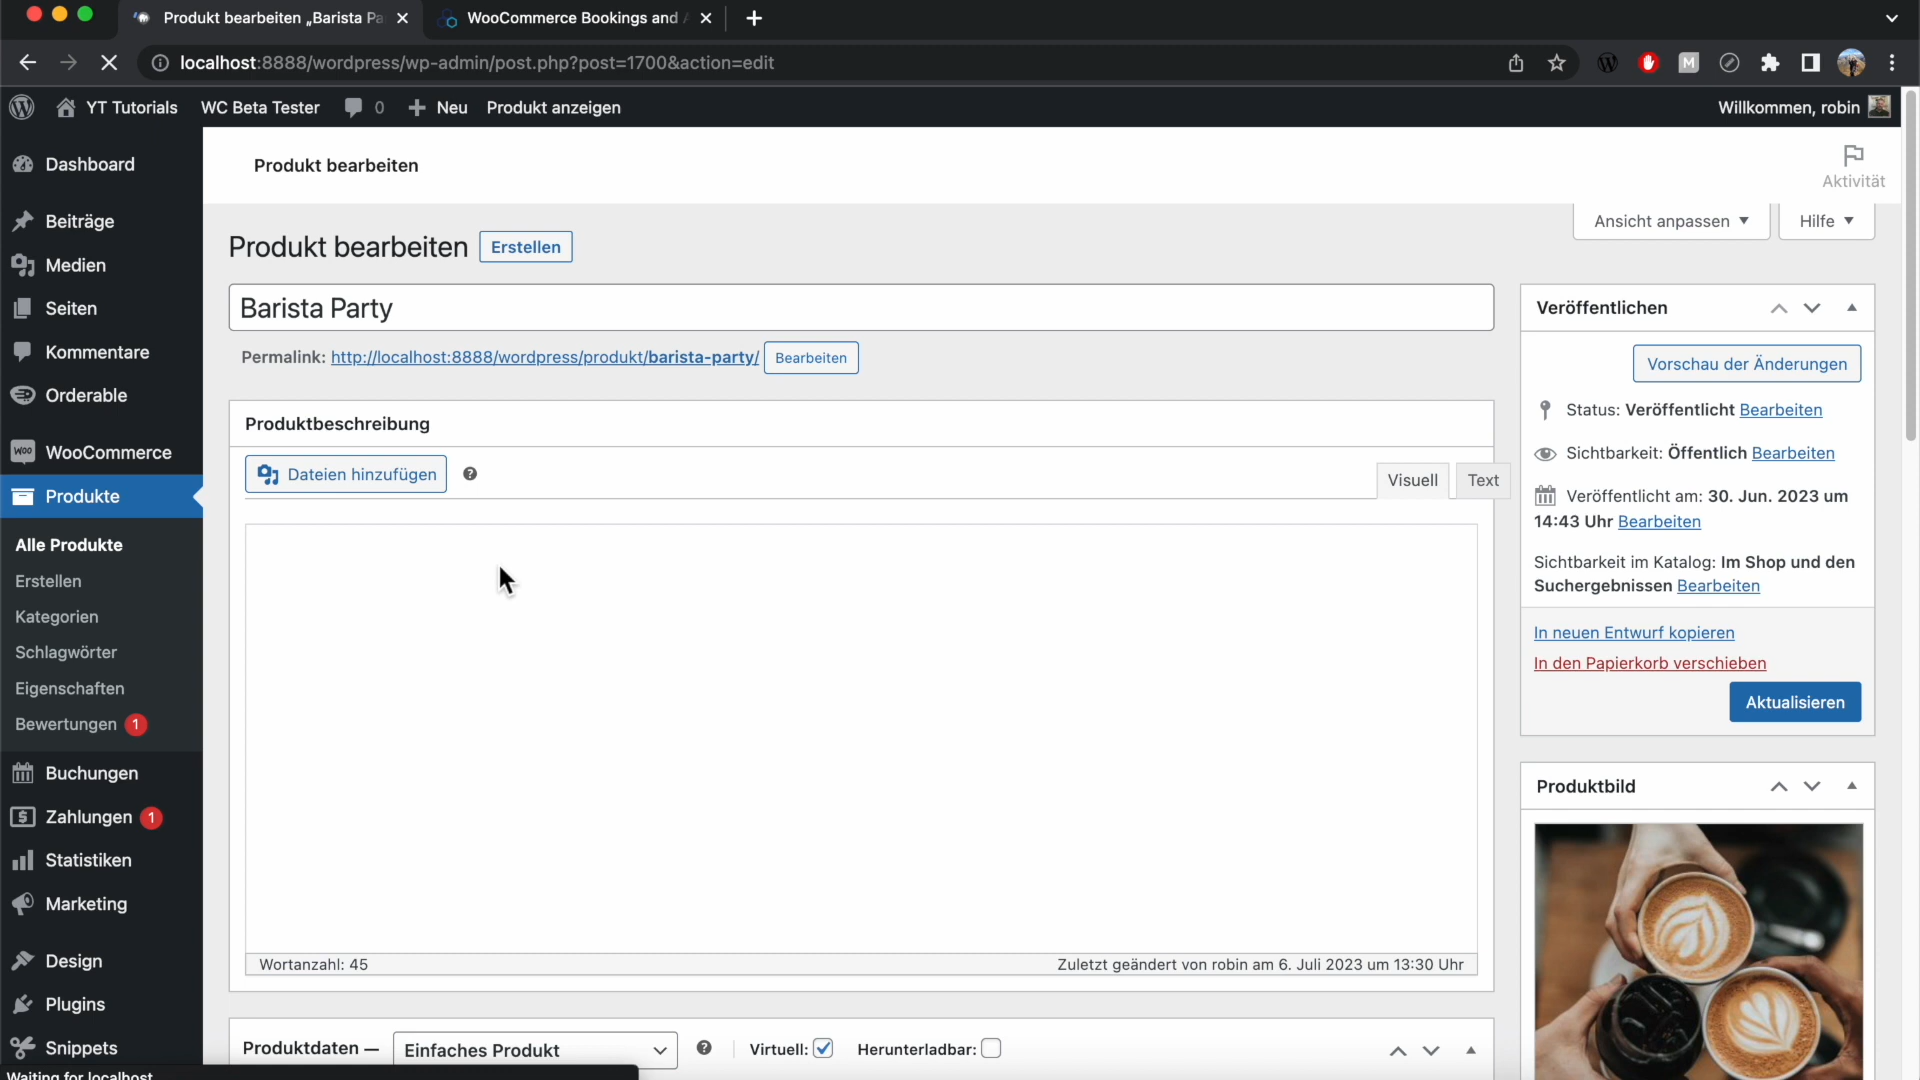 Produkt bearbeiten „Barista Pa
WooCommerce Bookings and
localhost:8888/wordpress/wp-admin/post.php?post=1700&action=edit
YT Tutorials
WC Beta Tester
0
Neu
Produkt anzeigen
Willkommen, robin
Dashboard
Beiträge
Medien
Seiten
Kommentare
Orderable
WooCommerce
Produkte
Alle Produkte
Erstellen
Kategorien
Schlagwörter
Eigenschaften
Bewertungen 1
Buchungen
Zahlungen 1
Statistiken
Marketing
Design
Plugins
Snippets
Waiting for localhost
Produkt bearbeiten
Aktivität
Ansicht anpassen
Hilfe
Produkt bearbeiten
Erstellen
Barista Party
Permalink: http://localhost:8888/wordpress/produkt/barista-party/ Bearbeiten
Produktbeschreibung
Dateien hinzufügen
Visuell
Text
Wortanzahl: 45
Zuletzt geändert von robin am 6. Juli 2023 um 13:30 Uhr
Produktdaten —
Einfaches Produkt
Virtuell:
Herunterladbar:
Veröffentlichen
Vorschau der Änderungen
Status: Veröffentlicht Bearbeiten
Sichtbarkeit: Öffentlich Bearbeiten
Veröffentlicht am: 30. Jun. 2023 um
14:43 Uhr Bearbeiten
Sichtbarkeit im Katalog: Im Shop und den
Suchergebnissen Bearbeiten
In neuen Entwurf kopieren
In den Papierkorb verschieben
Aktualisieren
Produktbild